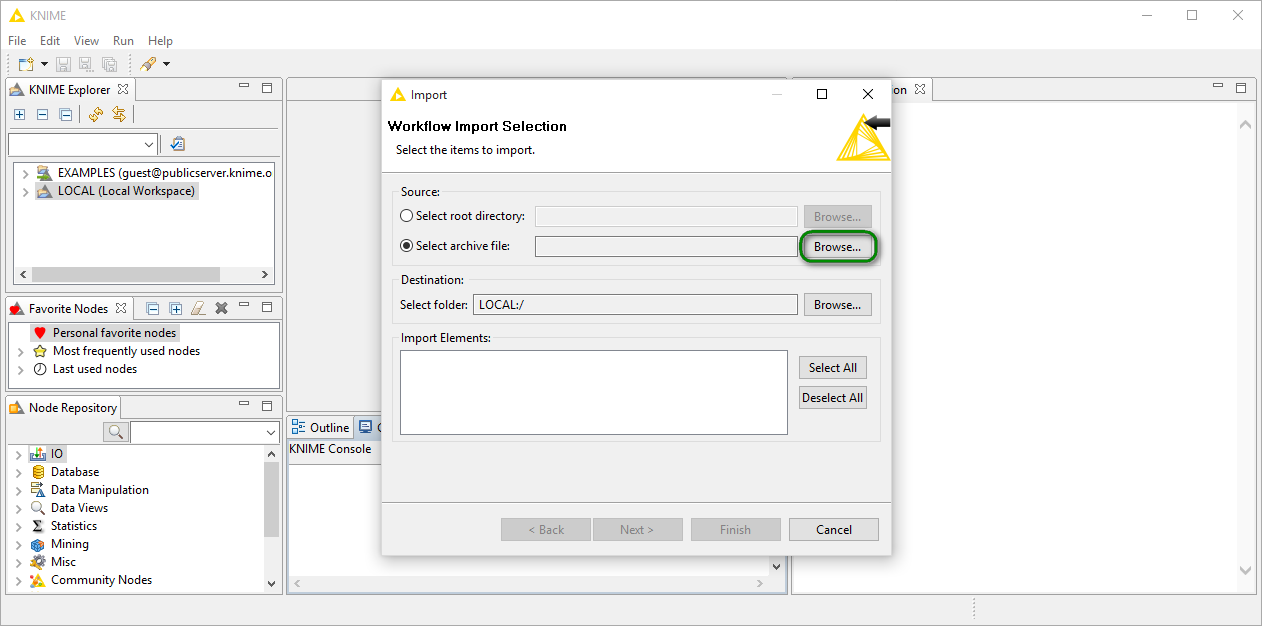 KNIME
File Edit View Run Help
KNIME Explorer
EXAMPLES (guest@publicserver.knime.o
LOCAL (Local Workspace)
Favorite Nodes
Personal favorite nodes
Most frequently used nodes
Last used nodes
Node Repository
IO
Database
Data Manipulation
Data Views
Statistics
Mining
Misc
Community Nodes
Outline
KNIME Console
on
Import
Workflow Import Selection
Select the items to import.
Source:
Select root directory: Browse...
Select archive file: Browse...
Destination:
Select folder: LOCAL:/ Browse...
Import Elements:
Select All
Deselect All
< Back Next > Finish Cancel